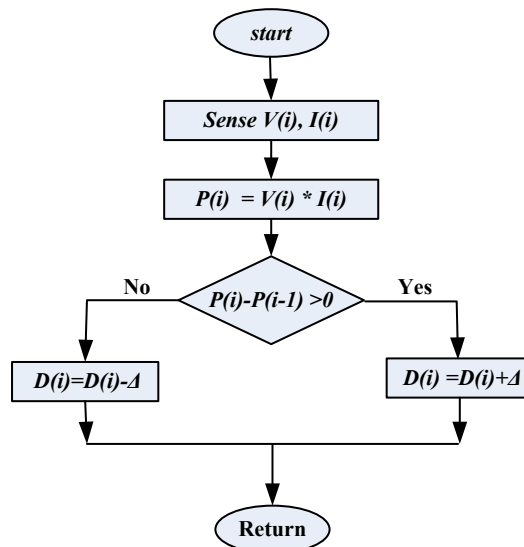 start
Sense V(i), I(i)
P(i) = V(i) * I(i)
P(i)-P(i-1) >0
No
Yes
D(i)=D(i)-Δ
D(i) =D(i)+Δ
Return